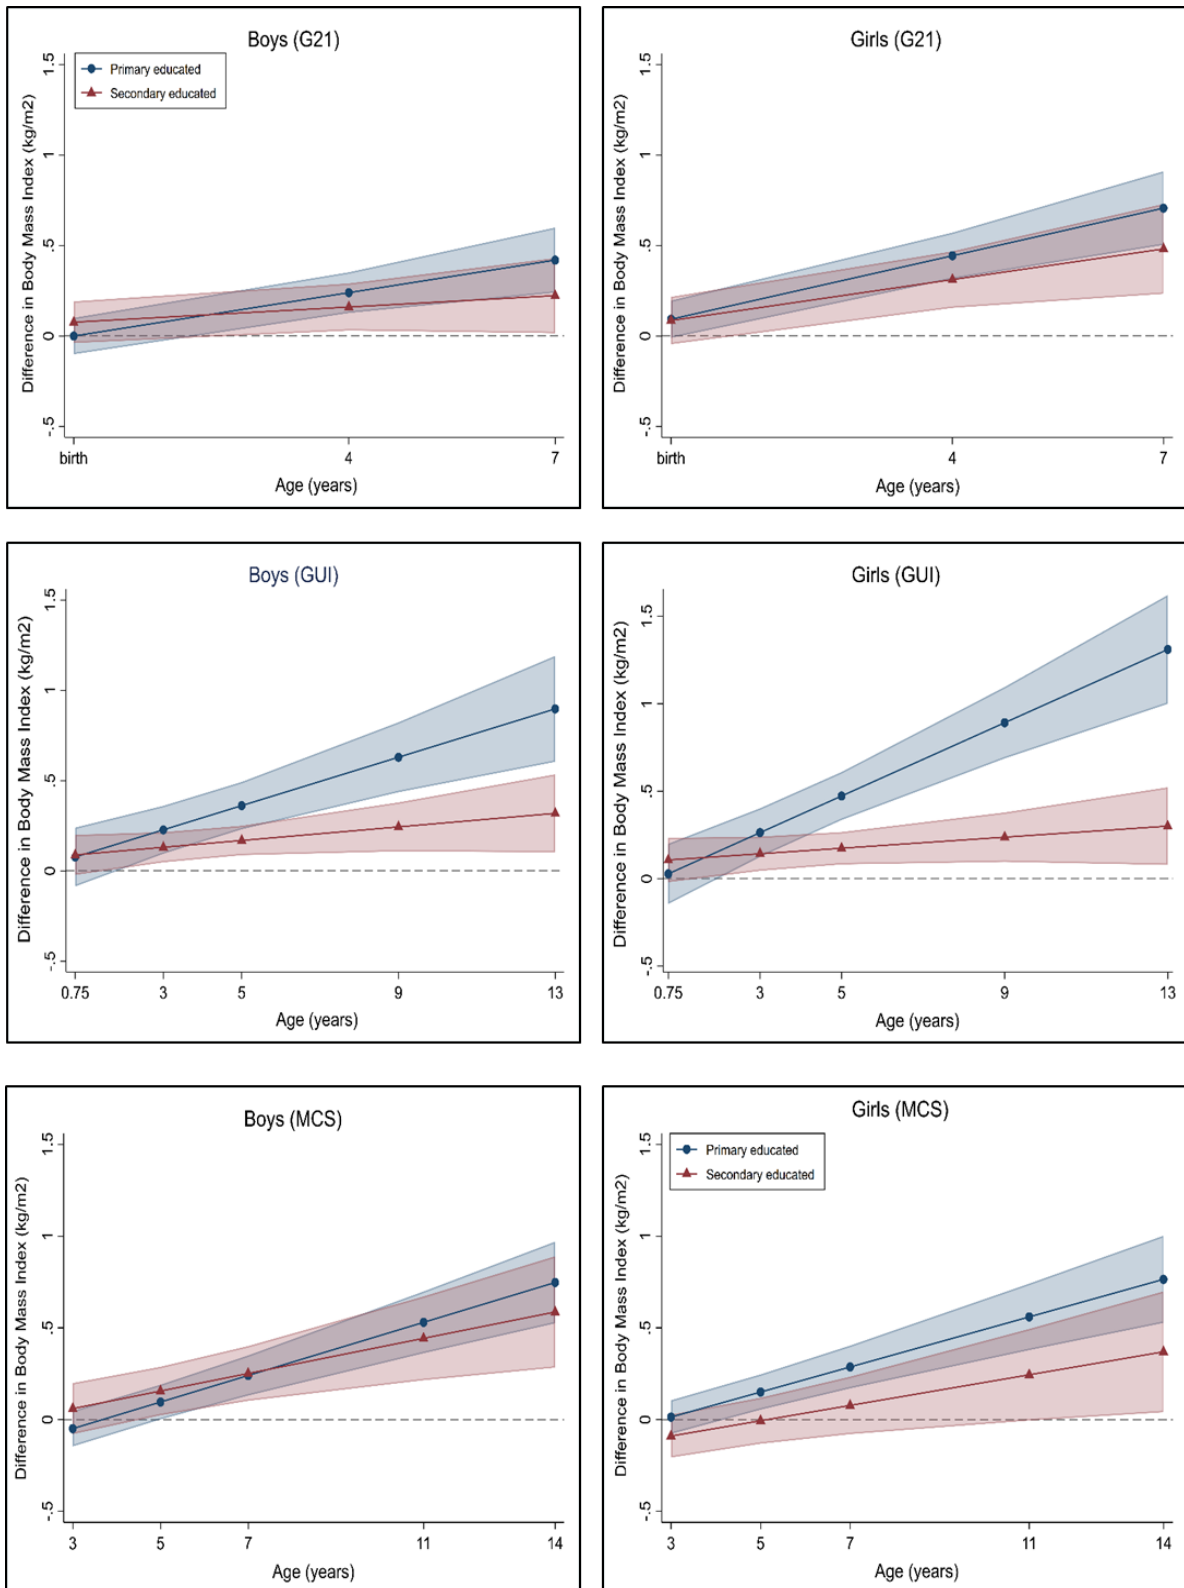 Boys (G21)
Primary educated
Secondary educated
Difference in Body Mass Index (kg/m2)
1.5
1
.5
0
-.5
birth 4 7
Age (years)
Girls (G21)
Difference in Body Mass Index (kg/m2)
1.5
1
.5
0
-.5
birth 4 7
Age (years)
Boys (GUI)
Difference in Body Mass Index (kg/m2)
1.5
1
.5
0
-.5
0.75 3 5 9 13
Age (years)
Girls (GUI)
Difference in Body Mass Index (kg/m2)
1.5
1
.5
0
-.5
0.75 3 5 9 13
Age (years)
Boys (MCS)
Difference in Body Mass Index (kg/m2)
1.5
1
.5
0
-.5
3 5 7 11 14
Age (years)
Girls (MCS)
Primary educated
Secondary educated
Difference in Body Mass Index (kg/m2)
1.5
1
.5
0
-.5
3 5 7 11 14
Age (years)